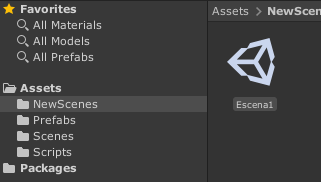 Favorites
All Materials
All Models
All Prefabs
Assets
NewScenes
Prefabs
Scenes
Scripts
Packages
Assets > NewScen
Escena1